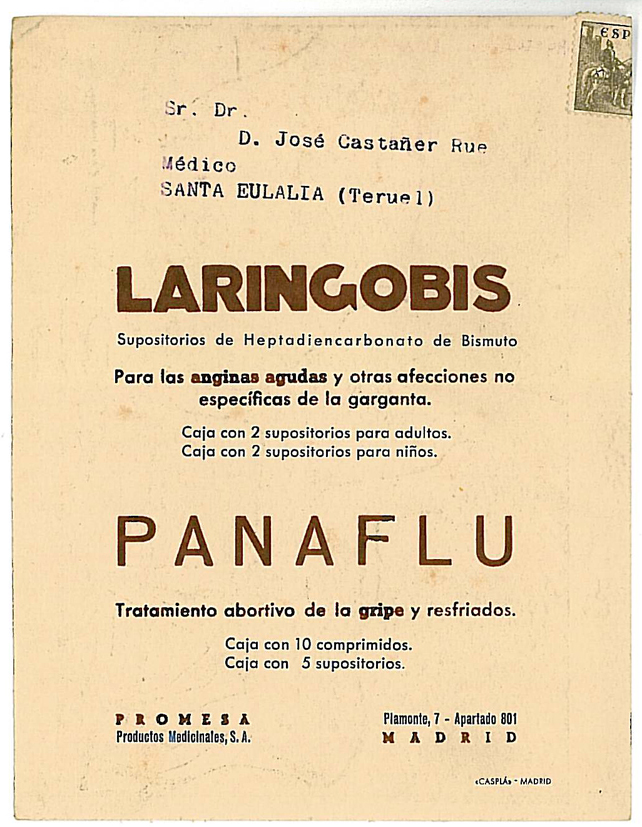 ESP
Sr. Dr.
D. José Castañer Rue
Médico
SANTA EULALIA (Teruel)
LARINGOBIS
Supositorios de Heptadiencarbonato de Bismuto
Para las anginas agudas y otras afecciones no
específicas de la garganta.
Caja con 2 supositorios para adultos.
Caja con 2 supositorios para niños.
PANAFLU
Tratamiento abortivo de la gripe y resfriados.
Caja con 10 comprimidos.
Caja con 5 supositorios.
PROMESA
Productos Medicinales, S. A.
Piamonte, 7 - Apartado 801
MADRID
«CASPLÁ» - MADRID